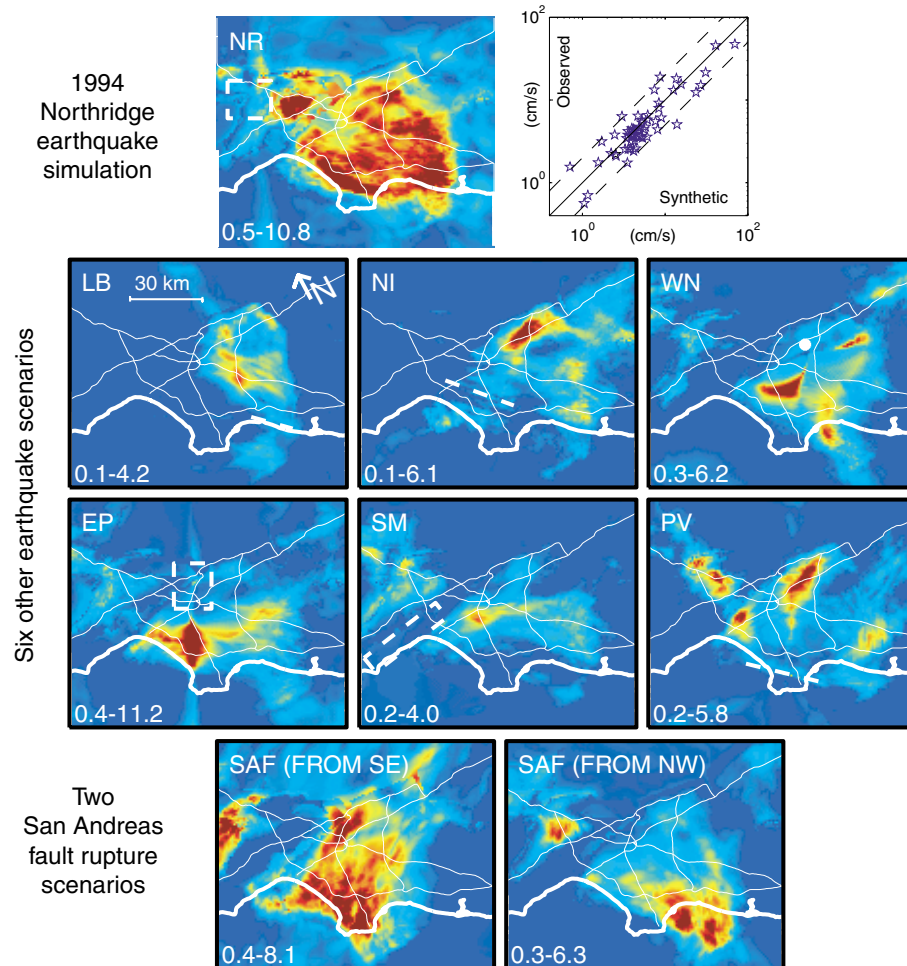 1994
Northridge
earthquake
simulation
NR
0.5-10.8
10²
Observed
(cm/s)
10⁰
Synthetic
10⁰
(cm/s)
10²
Six other earthquake scenarios
LB
30 km
N
0.1-4.2
NI
0.1-6.1
WN
0.3-6.2
EP
0.4-11.2
SM
0.2-4.0
PV
0.2-5.8
Two
San Andreas
fault rupture
scenarios
SAF (FROM SE)
0.4-8.1
SAF (FROM NW)
0.3-6.3